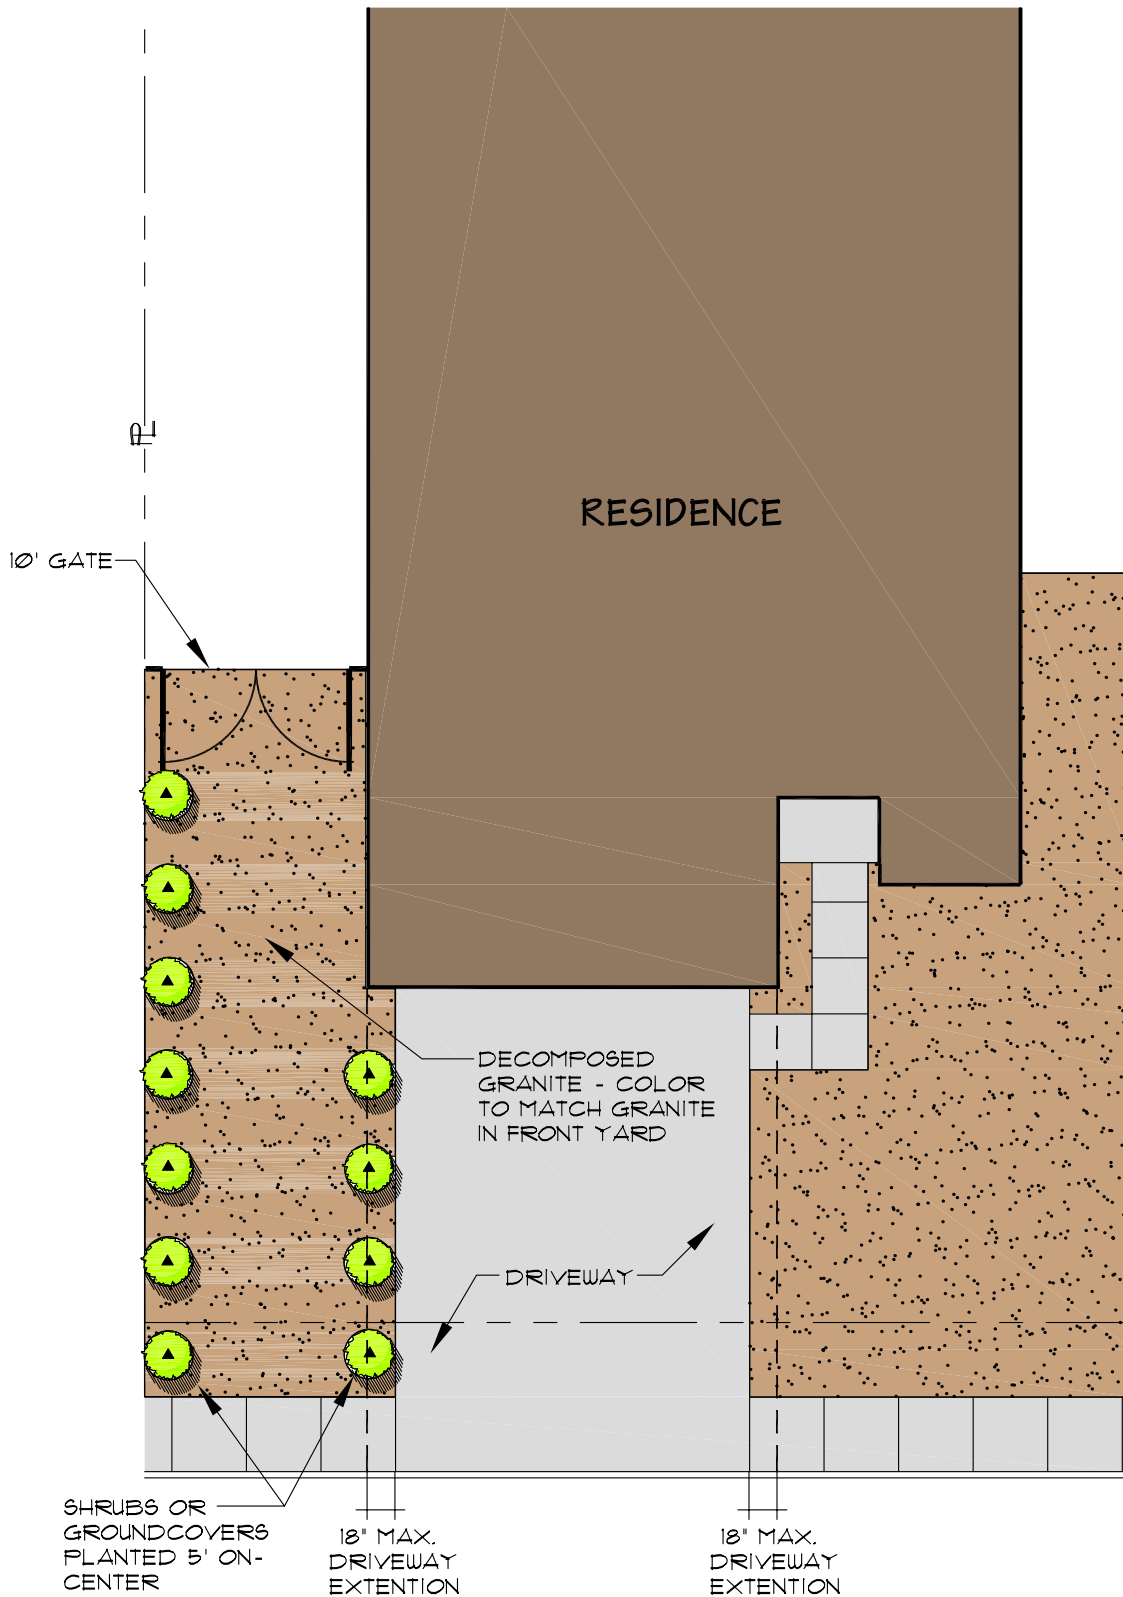 PL
RESIDENCE
10' GATE
DECOMPOSED
GRANITE - COLOR
TO MATCH GRANITE
IN FRONT YARD
DRIVEWAY
SHRUBS OR
GROUNDCOVERS
PLANTED 5' ON-
CENTER
18" MAX.
DRIVEWAY
EXTENTION
18" MAX.
DRIVEWAY
EXTENTION